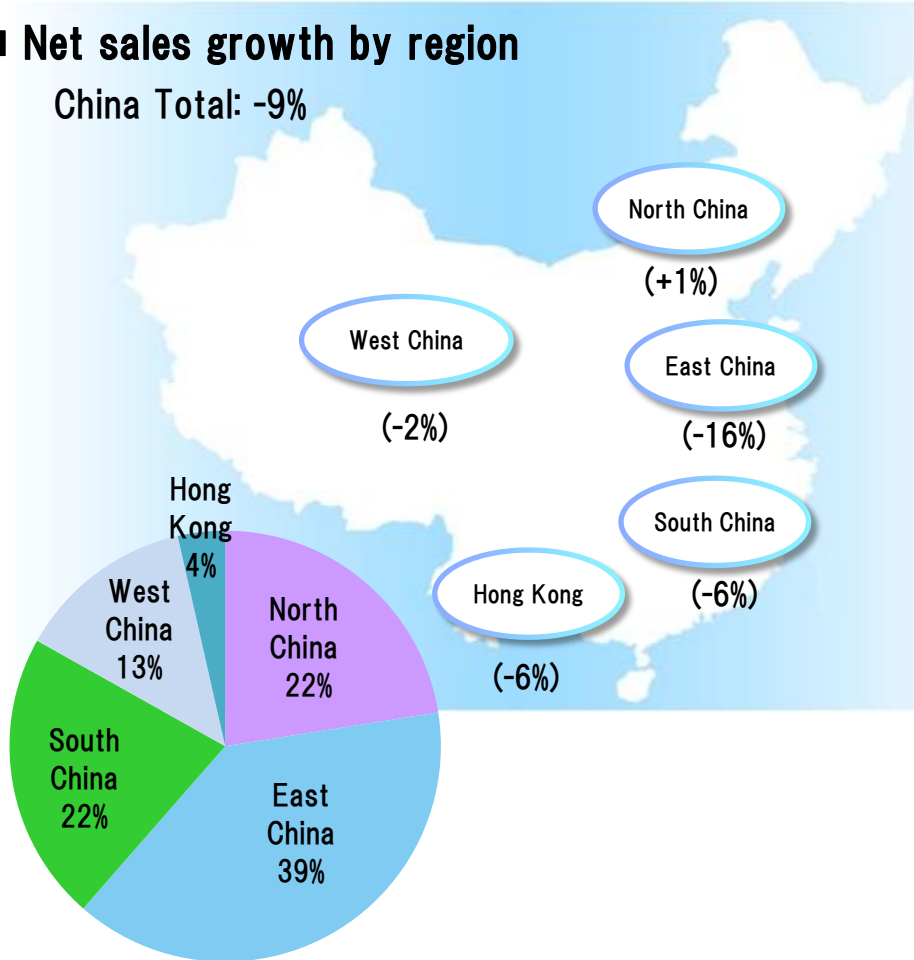 ■ Net sales growth by region
China Total: -9%
North China
(+1%)
West China
(-2%)
East China
(-16%)
South China
(-6%)
Hong Kong
(-6%)
Hong
Kong
4%
West
China
13%
North
China
22%
South
China
22%
East
China
39%